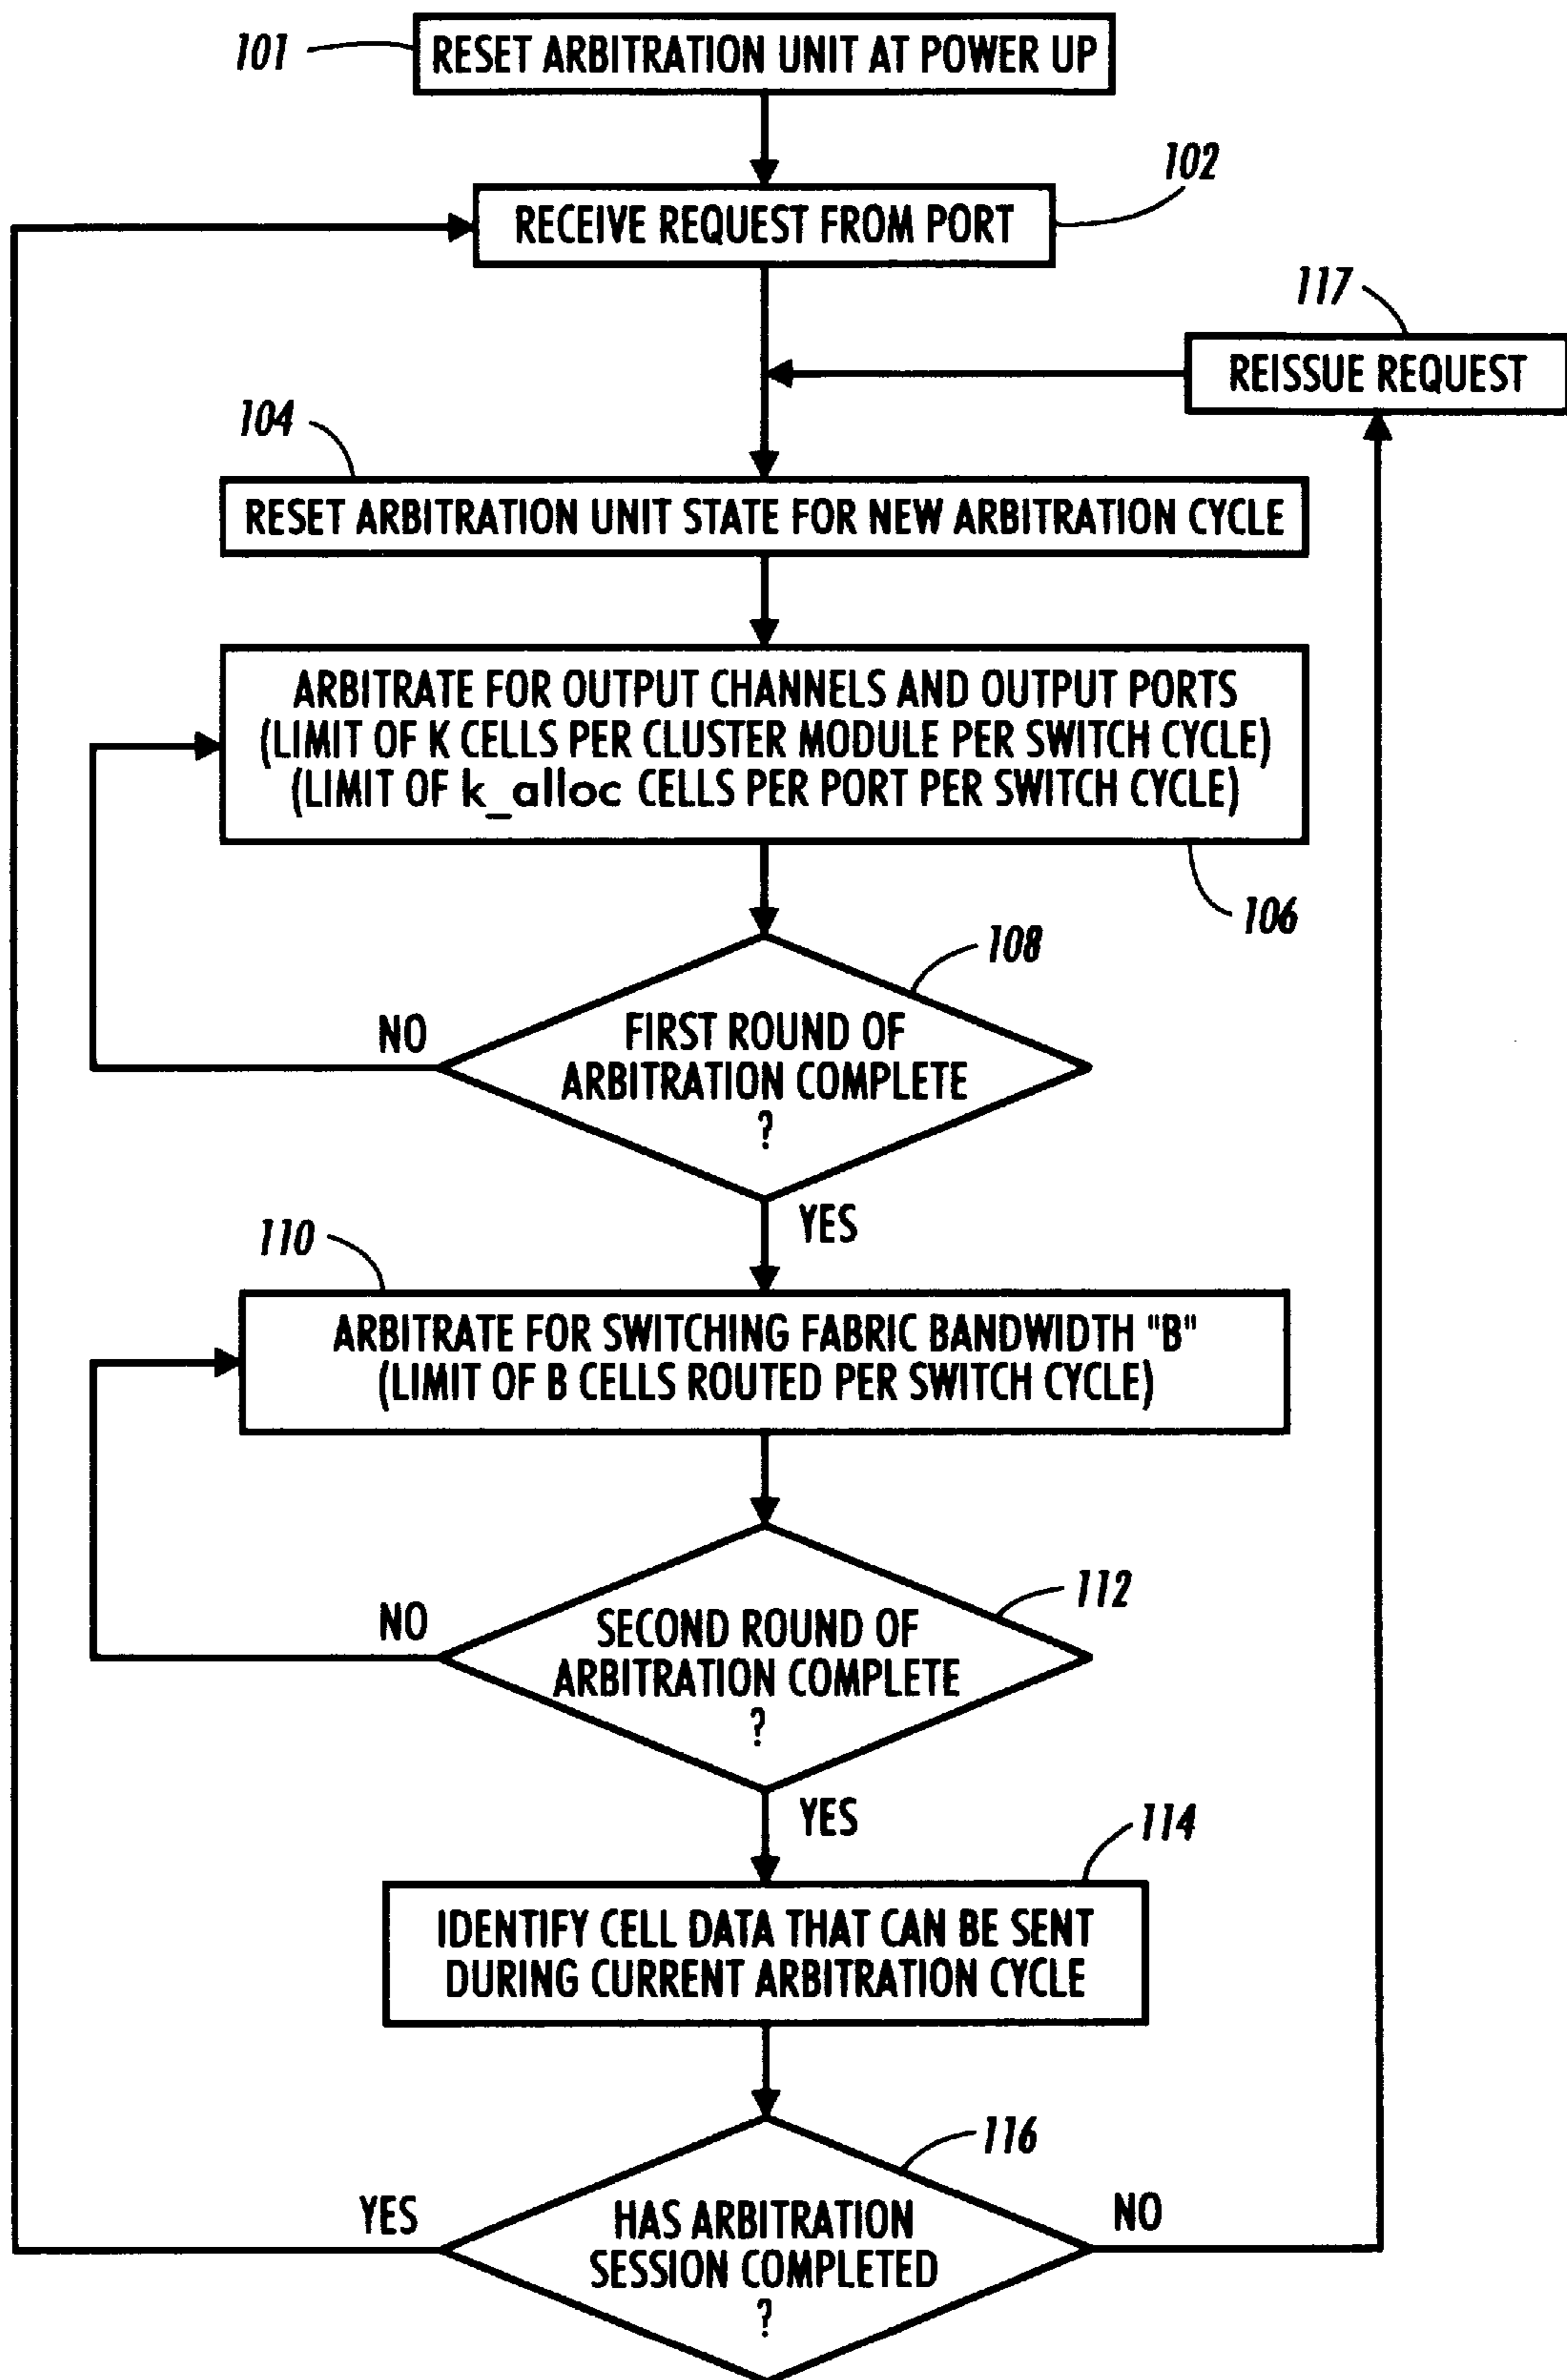 101
RESET ARBITRATION UNIT AT POWER UP
102
RECEIVE REQUEST FROM PORT
117
REISSUE REQUEST
104
RESET ARBITRATION UNIT STATE FOR NEW ARBITRATION CYCLE
ARBITRATE FOR OUTPUT CHANNELS AND OUTPUT PORTS
(LIMIT OF K CELLS PER CLUSTER MODULE PER SWITCH CYCLE)
(LIMIT OF k_alloc CELLS PER PORT PER SWITCH CYCLE)
106
108
NO
FIRST ROUND OF
ARBITRATION COMPLETE
?
YES
110
ARBITRATE FOR SWITCHING FABRIC BANDWIDTH "B"
(LIMIT OF B CELLS ROUTED PER SWITCH CYCLE)
112
NO
SECOND ROUND OF
ARBITRATION COMPLETE
?
YES
114
IDENTIFY CELL DATA THAT CAN BE SENT
DURING CURRENT ARBITRATION CYCLE
116
YES
HAS ARBITRATION
SESSION COMPLETED
?
NO